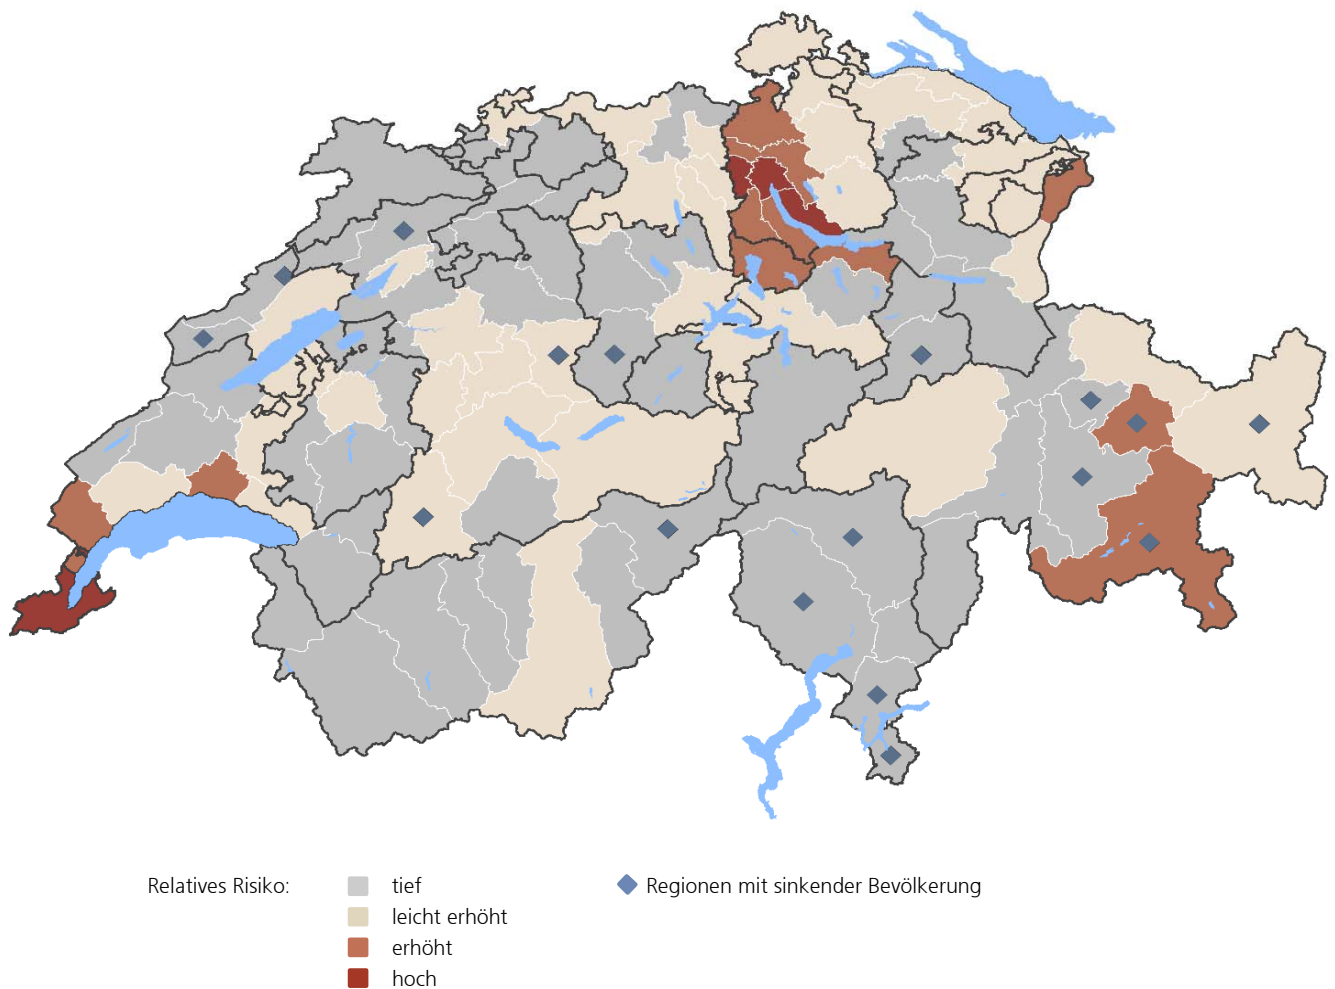 Relatives Risiko:
tief
Regionen mit sinkender Bevölkerung
leicht erhöht
erhöht
hoch